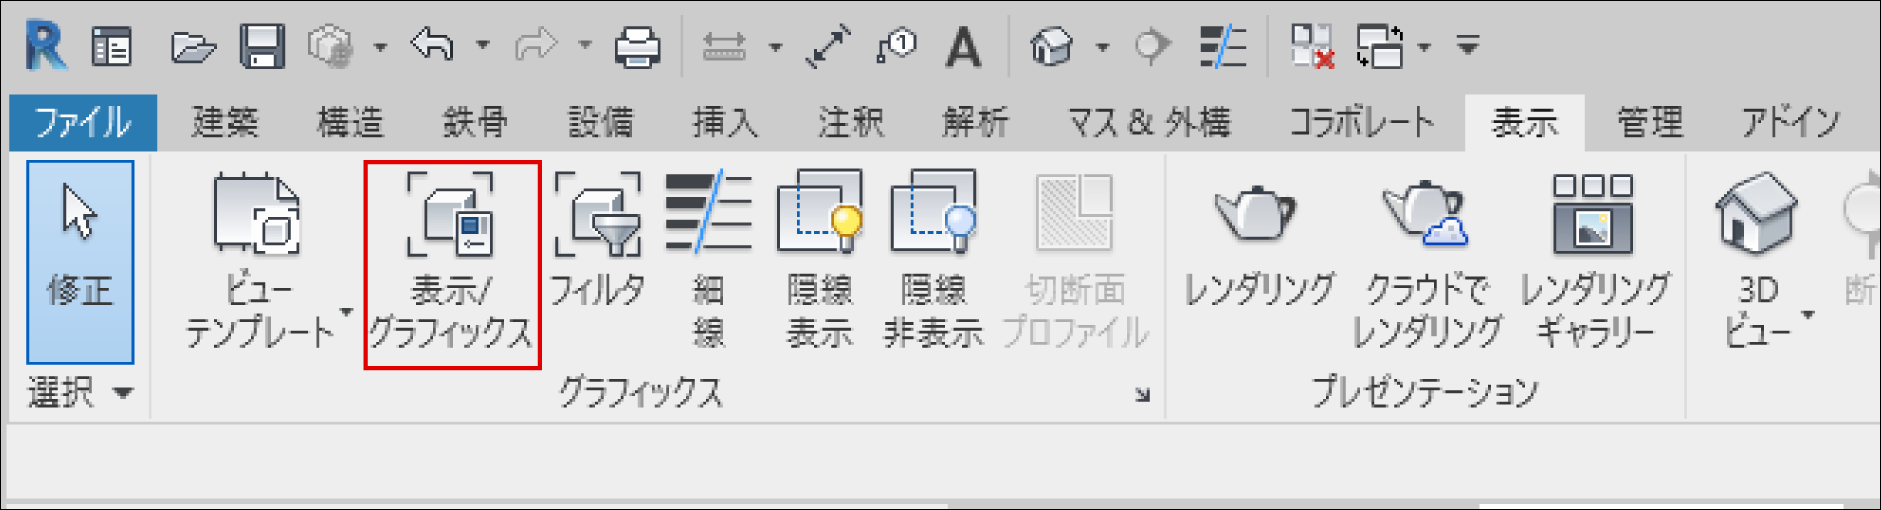 ファイル 建築 構造 鉄骨 設備 挿入 注釈 解析 マス & 外構 コラボレート 表示 管理 アドイン
修正
ビュー
テンプレート
表示/
グラフィックス
フィルタ
細
線
隠線
表示
隠線
非表示
切断面
プロファイル
レンダリング
クラウドで
レンダリング
レンダリング
ギャラリー
3D
ビュー
断
選択
グラフィックス
プレゼンテーション